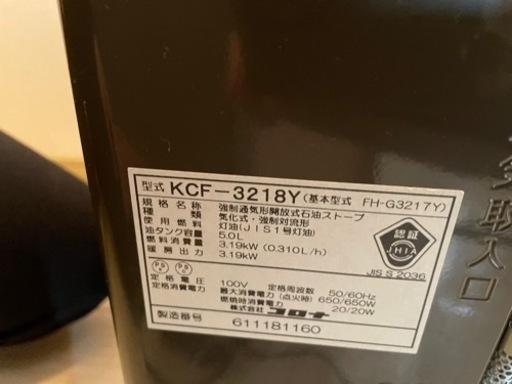 型式 KCF-3218Y(基本型式 FH-G3217Y)
規格名称 強制通気形開放式石油ストーブ
種類 気化式・強制対流形
使用燃料 灯油(JIS1号灯油)
油タンク容量 5.0L
燃料消費量 3.19kW (0.310L/h)
暖房出力 3.19kW
認証
JHIA
JIS S 2036
PS
PS
定格電圧 100V 定格周波数 50/60Hz
定格消費電力 最大消費電力 (点火時) 650/650W
燃焼時消費電力 20/20W
株式会社 コロナ
製造番号 611181160
取入口